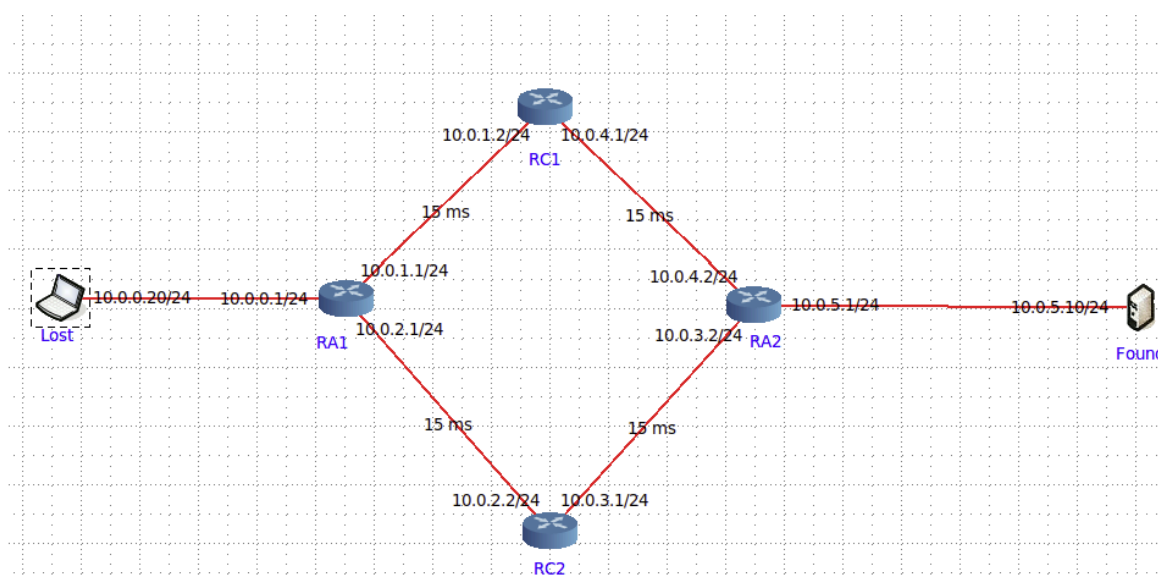 10.0.1.2/24
10.0.4.1/24
RC1
15 ms
15 ms
10.0.1.1/24
10.0.4.2/24
10.0.0.20/24
10.0.0.1/24
10.0.5.1/24
10.0.5.10/24
Lost
10.0.2.1/24
RA1
10.0.3.2/24
RA2
Found
15 ms
15 ms
10.0.2.2/24
10.0.3.1/24
RC2